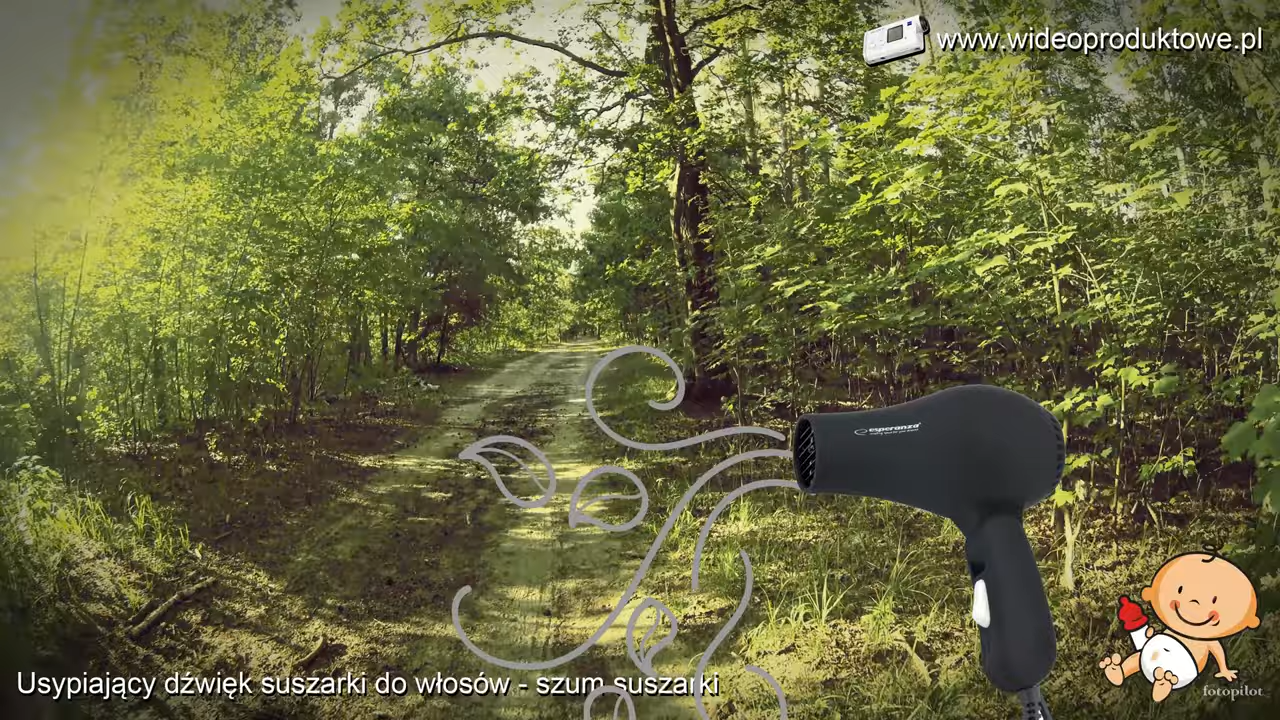 www.wideoproduktowe.pl
esperanza
Usypiający dźwięk suszarki do włosów - szum suszarki
fotopilot